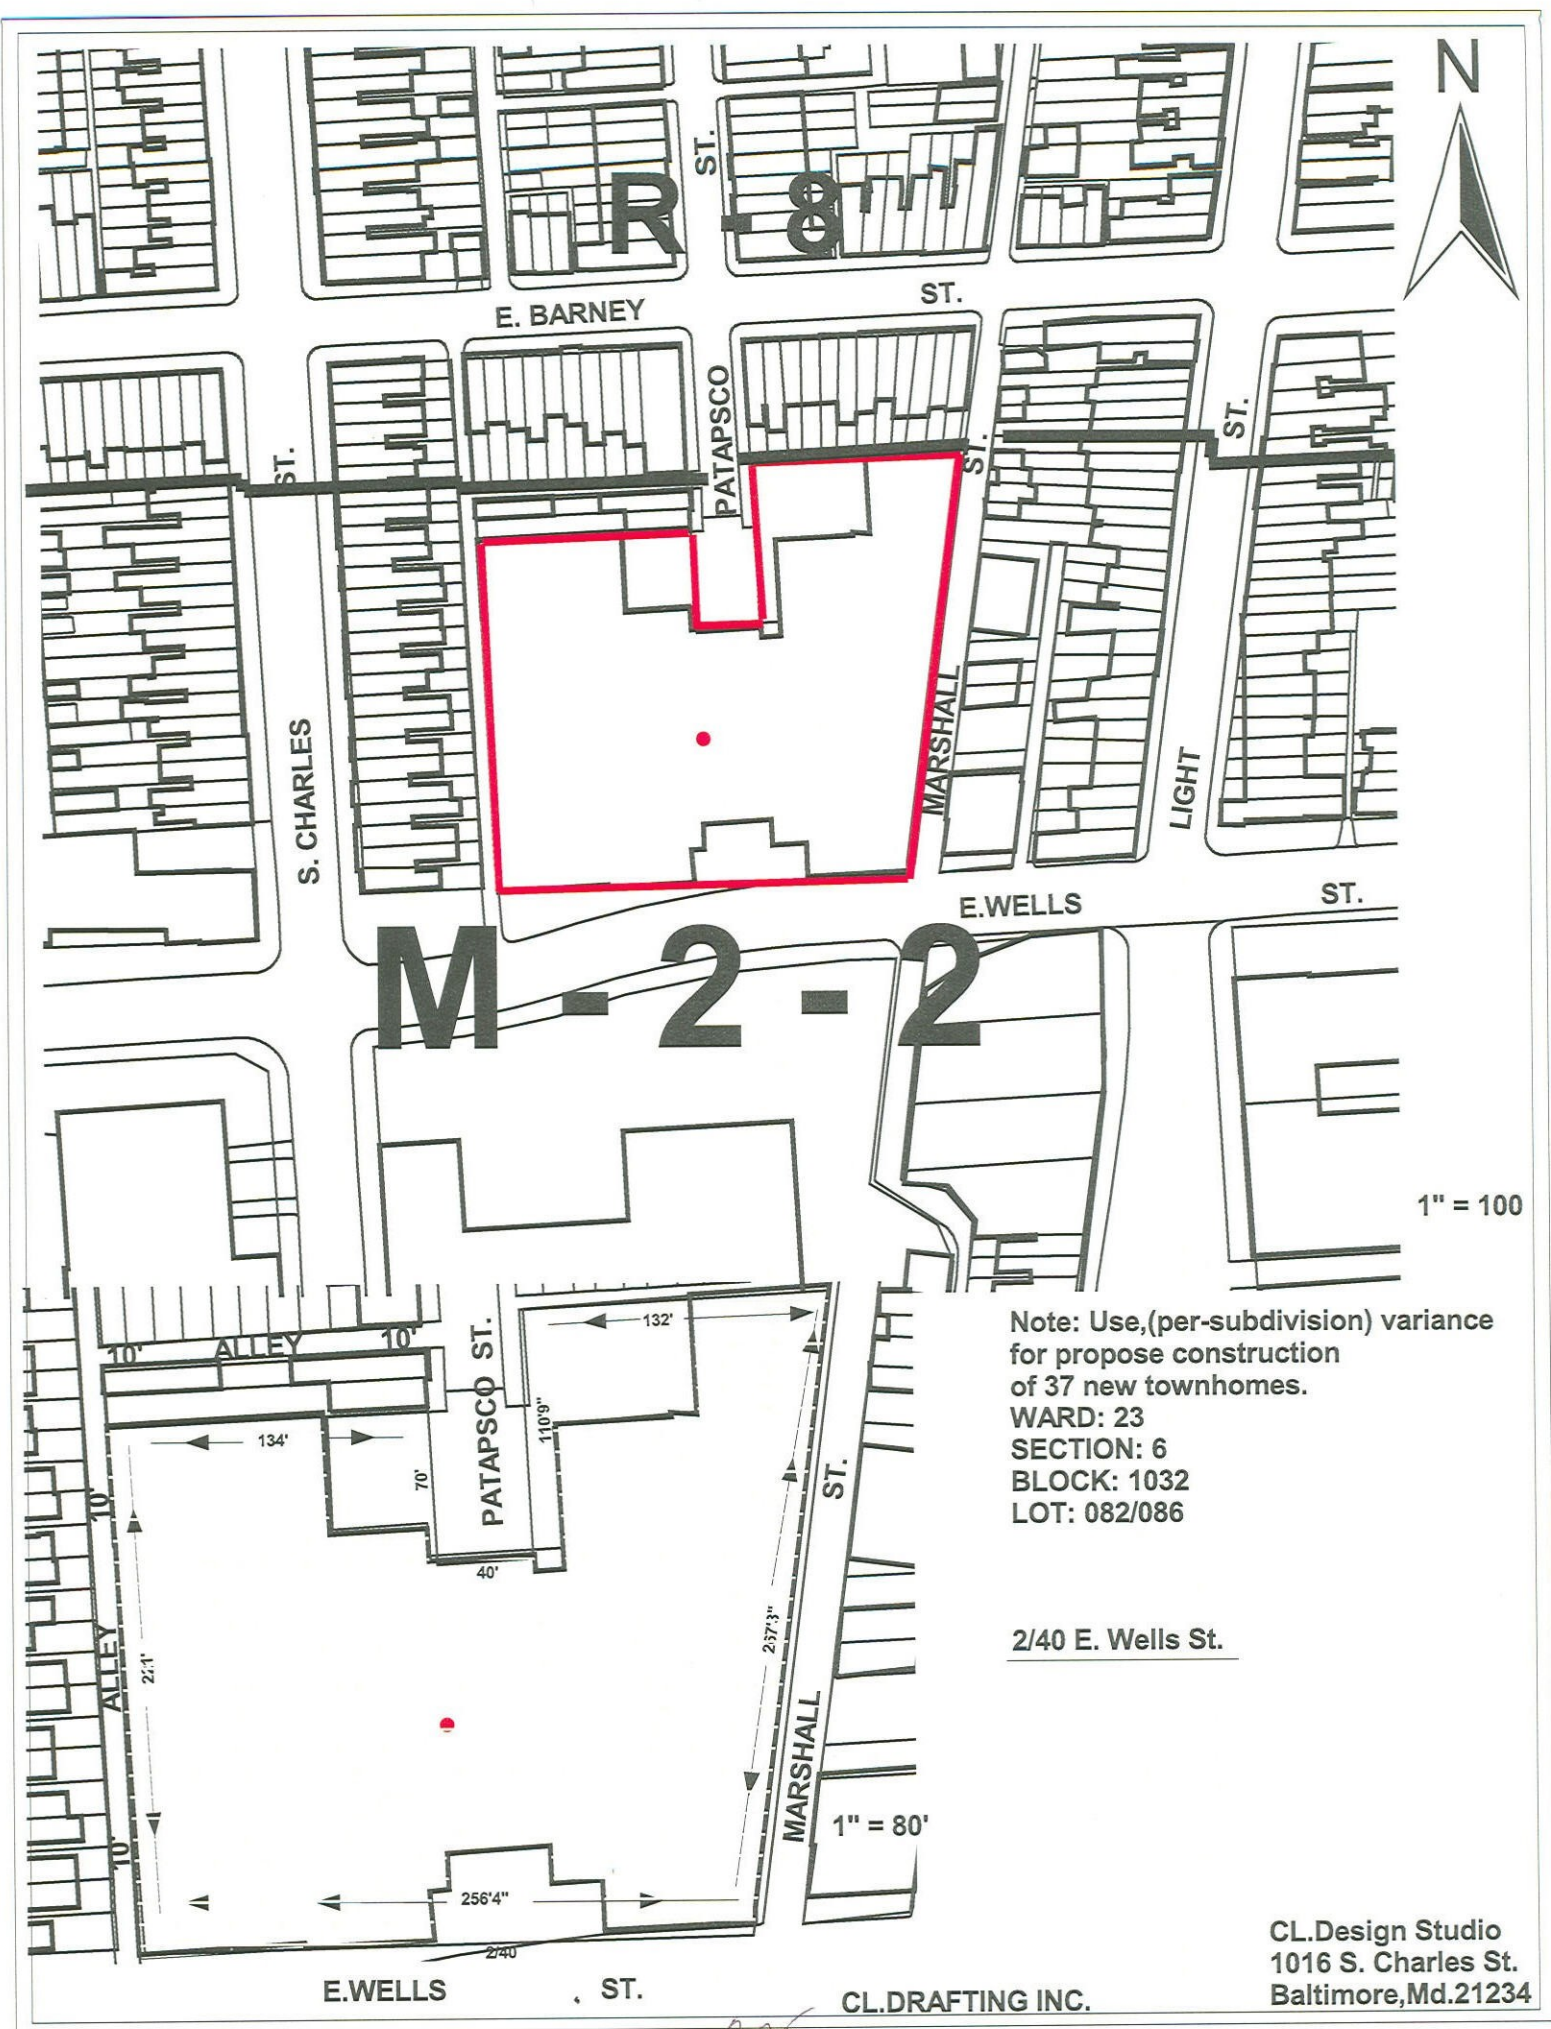 N
ST.
R - 8
E. BARNEY
ST.
PATAPSCO
ST.
ST.
ST.
S. CHARLES
MARSHALL
LIGHT
E.WELLS
ST.
M - 2 - 2
1" = 100
Note: Use,(per-subdivision) variance
for propose construction
of 37 new townhomes.
WARD: 23
SECTION: 6
BLOCK: 1032
LOT: 082/086
2/40 E. Wells St.
132'
10'
ALLEY
10'
PATAPSCO ST.
134'
70'
110'9"
40'
10'
ALLEY
221'
10'
267'3"
ST.
MARSHALL
1" = 80'
256'4"
2/40
E.WELLS
ST.
CL.DRAFTING INC.
CL.Design Studio
1016 S. Charles St.
Baltimore,Md.21234